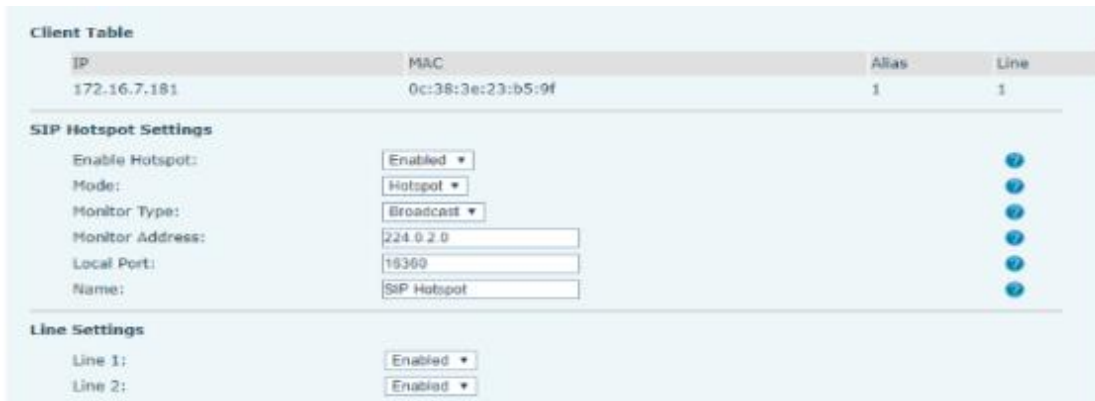 Client Table
IP MAC Alias Line
172.16.7.181 0c:38:3e:23:b5:9f 1 1
SIP Hotspot Settings
Enable Hotspot: Enabled
Mode: Hotspot
Monitor Type: Broadcast
Monitor Address: 224.0.2.0
Local Port: 16360
Name: SIP Hotspot
Line Settings
Line 1: Enabled
Line 2: Enabled